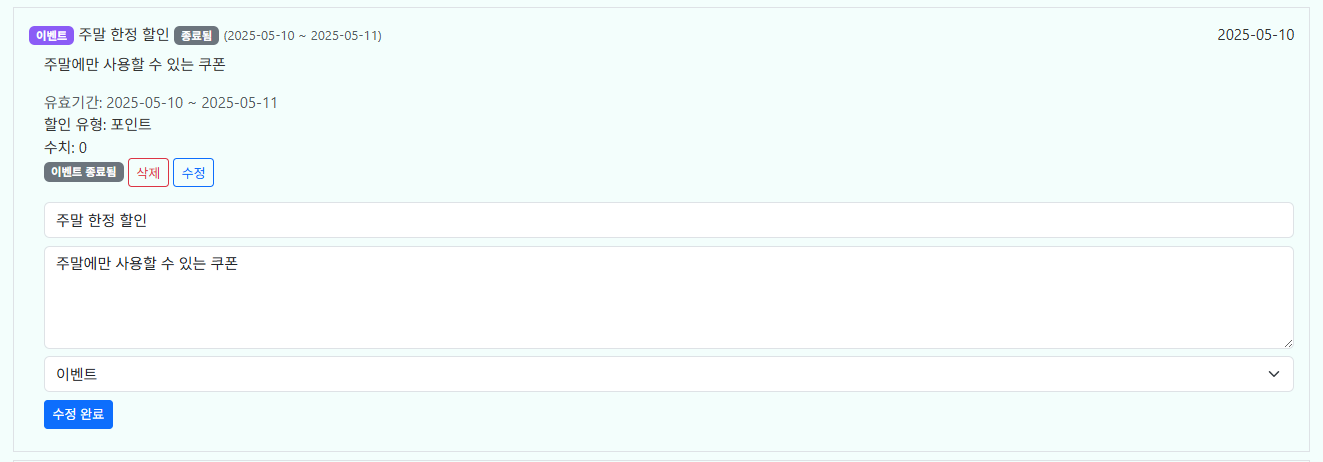 이벤트 주말 한정 할인 종료됨 (2025-05-10 ~ 2025-05-11) 2025-05-10
주말에만 사용할 수 있는 쿠폰
유효기간: 2025-05-10 ~ 2025-05-11
할인 유형: 포인트
수치: 0
이벤트 종료됨 삭제 수정
주말 한정 할인
주말에만 사용할 수 있는 쿠폰
이벤트
수정 완료